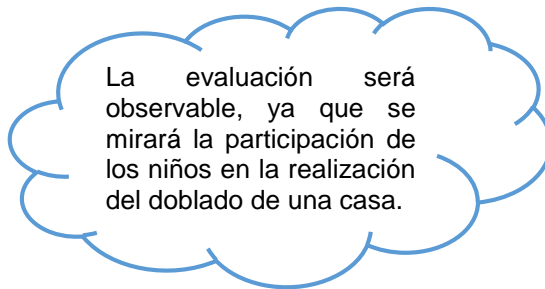 La evaluación será
observable, ya que se
mirará la participación de
los niños en la realización
del doblado de una casa.